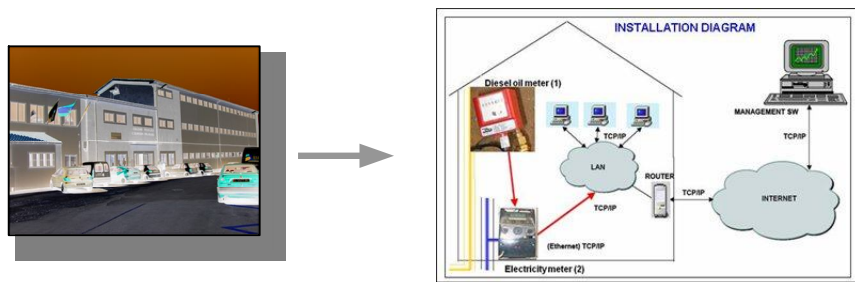 INSTALLATION DIAGRAM
Diesel oil meter (1)
MANAGEMENT SW
TCP/IP
TCP/IP
LAN
ROUTER
TCP/IP
INTERNET
TCP/IP
(Ethernet) TCP/IP
Electricity meter (2)